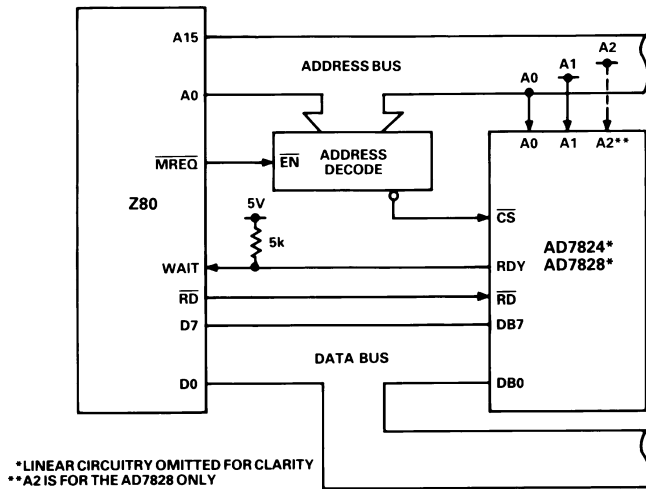 A15
ADDRESS BUS
A2
A1
A0
A0
MREQ
EN
ADDRESS
DECODE
A0 A1 A2**
Z80
5V
5k
CS
AD7824*
AD7828*
WAIT
RDY
RD
RD
D7
DB7
DATA BUS
D0
DB0
*LINEAR CIRCUITRY OMITTED FOR CLARITY
**A2 IS FOR THE AD7828 ONLY